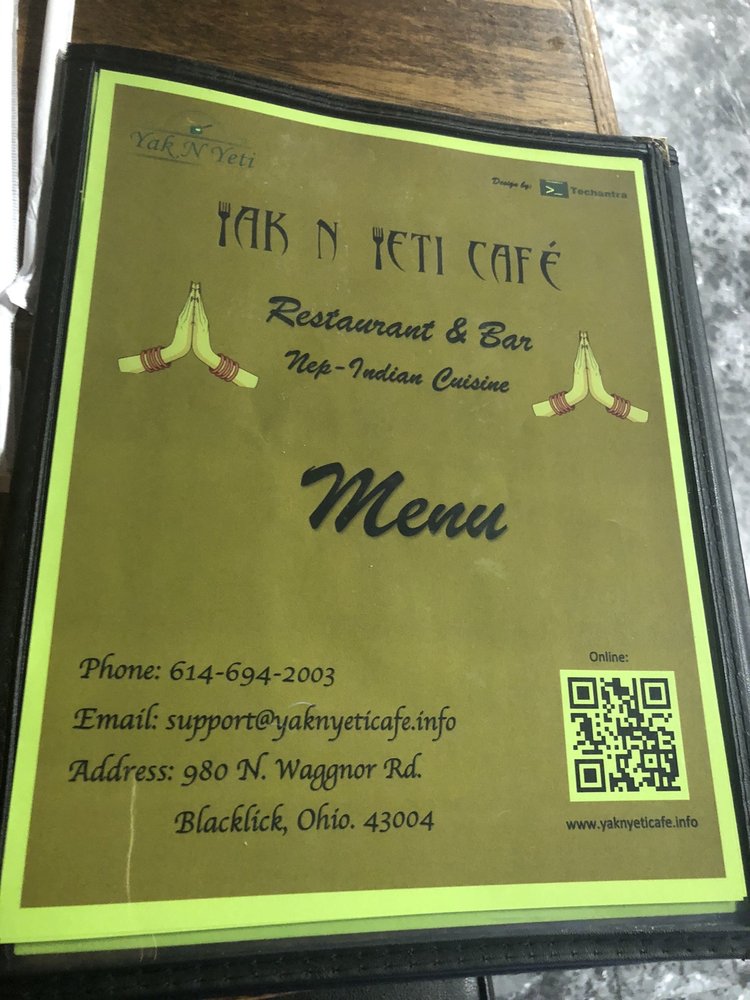 Yak N Yeti
Design by: >_ Techantra
YAK N YETI CAFÉ
Restaurant & Bar
Nep-Indian Cuisine
Menu
Phone: 614-694-2003
Email: support@yaknyeticafe.info
Address: 980 N. Waggnor Rd.
Blacklick, Ohio. 43004
Online:
www.yaknyeticafe.info